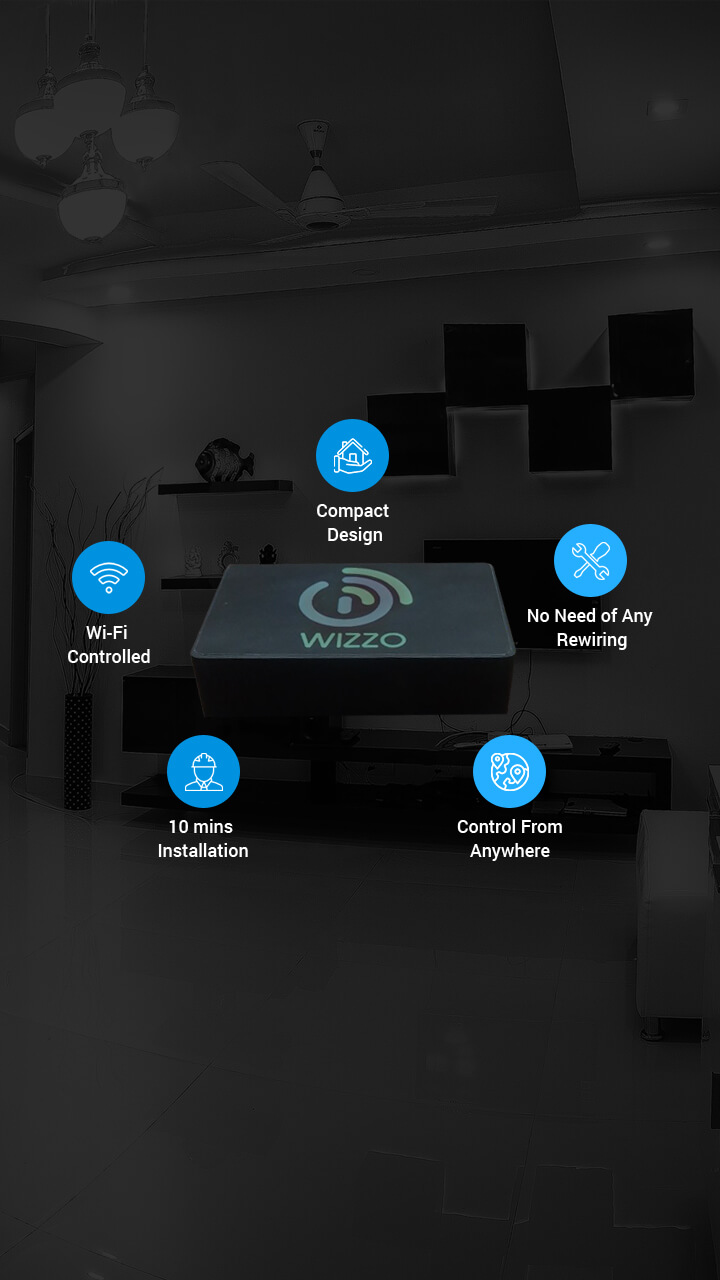 Compact
Design
No Need of Any
Rewiring
Wi-Fi
Controlled
WIZZO
10 mins
Installation
Control From
Anywhere